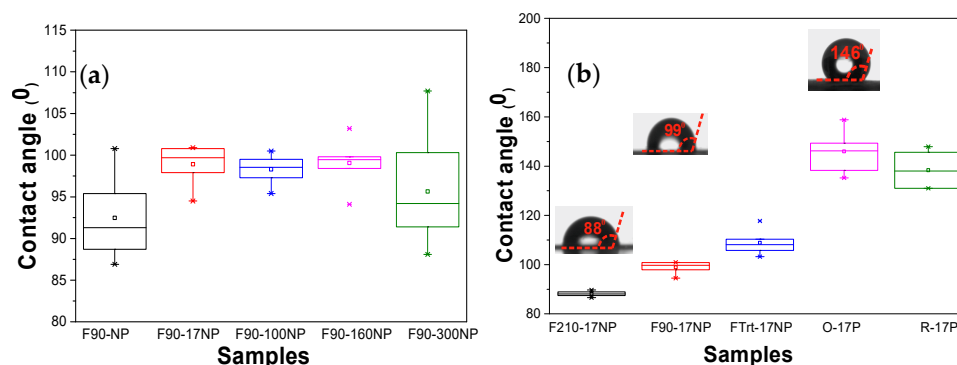 (a)
Contact angle (0)
115
110
105
100
95
90
85
80
F90-NP F90-17NP F90-100NP F90-160NP F90-300NP
Samples
(b)
Contact angle (0)
200
180
160
140
120
100
80
88°
99°
146°
F210-17NP F90-17NP FTrt-17NP O-17P R-17P
Samples